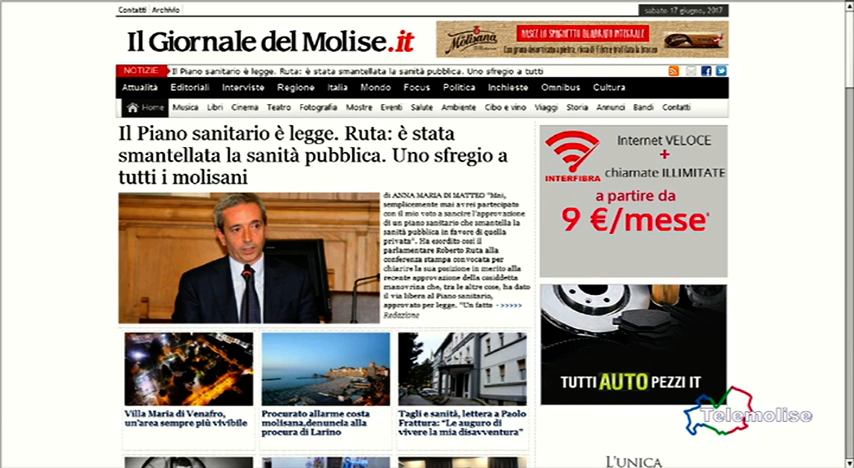 Contatti Archivio
sabato 17 giugno, 2017
Il Giornale del Molise.it
La Molisana
NASCE LO SPAGHETTO QUADRATO INTEGRALE
NOTIZIE Il Piano sanitario è legge. Ruta: è stata smantellata la sanità pubblica. Uno sfregio a tutti i
Attualità Editoriali Interviste Regione Italia Mondo Focus Politica Inchieste Omnibus Cultura
Home Musica Libri Cinema Teatro Fotografia Mostre Eventi Salute Ambiente Cibo e vino Viaggi Storia Annunci Bandi Contatti
Il Piano sanitario è legge. Ruta: è stata
smantellata la sanità pubblica. Uno sfregio a
tutti i molisani
di ANNA MARIA DI MATTEO "Mai,
semplicemente mai avrei partecipato
con il mio voto a sancire l'approvazione
di un piano sanitario che smantella la
sanità pubblica in favore di quella
privata". Ha esordito così il
parlamentare Roberto Ruta alla
conferenza stampa convocata per
chiarire la sua posizione in merito alla
recente approvazione della cosiddetta
manovrina che, tra le altre cose, ha dato
il via libera al Piano sanitario,
approvato per legge. "Un fatto - >>>>>
Redazione
INTERFIBRA
Internet VELOCE
+
chiamate ILLIMITATE
a partire da
9 €/mese*
TUTTI AUTO PEZZI IT
Villa Maria di Venafro,
un'area sempre più vivibile
Procurato allarme costa
molisana,denuncia alla
procura di Larino
Tagli e sanità, lettera a Paolo
Frattura: "Le auguro di
vivere la mia disavventura"
Telemolise
L'UNICA